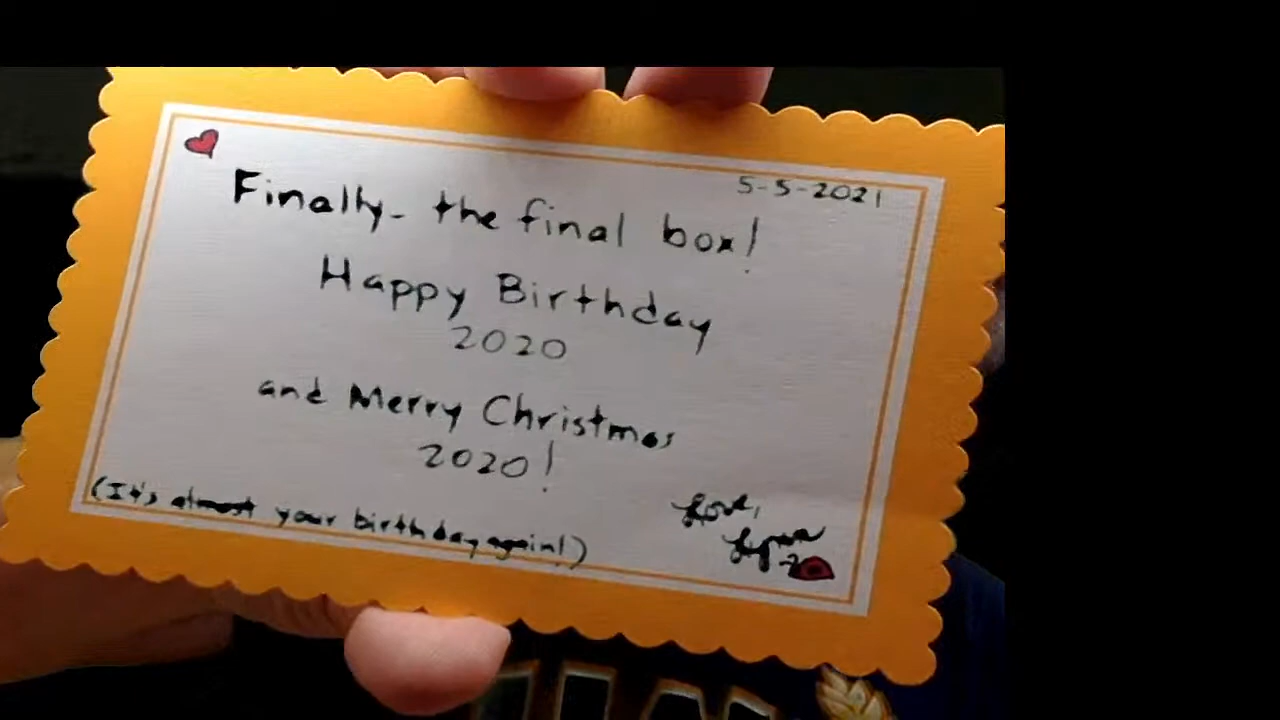 5-5-2021
Finally- the final box!
Happy Birthday
2020
and Merry Christmas
2020!
(It's almost your birthday again!)
Love,
Lynn